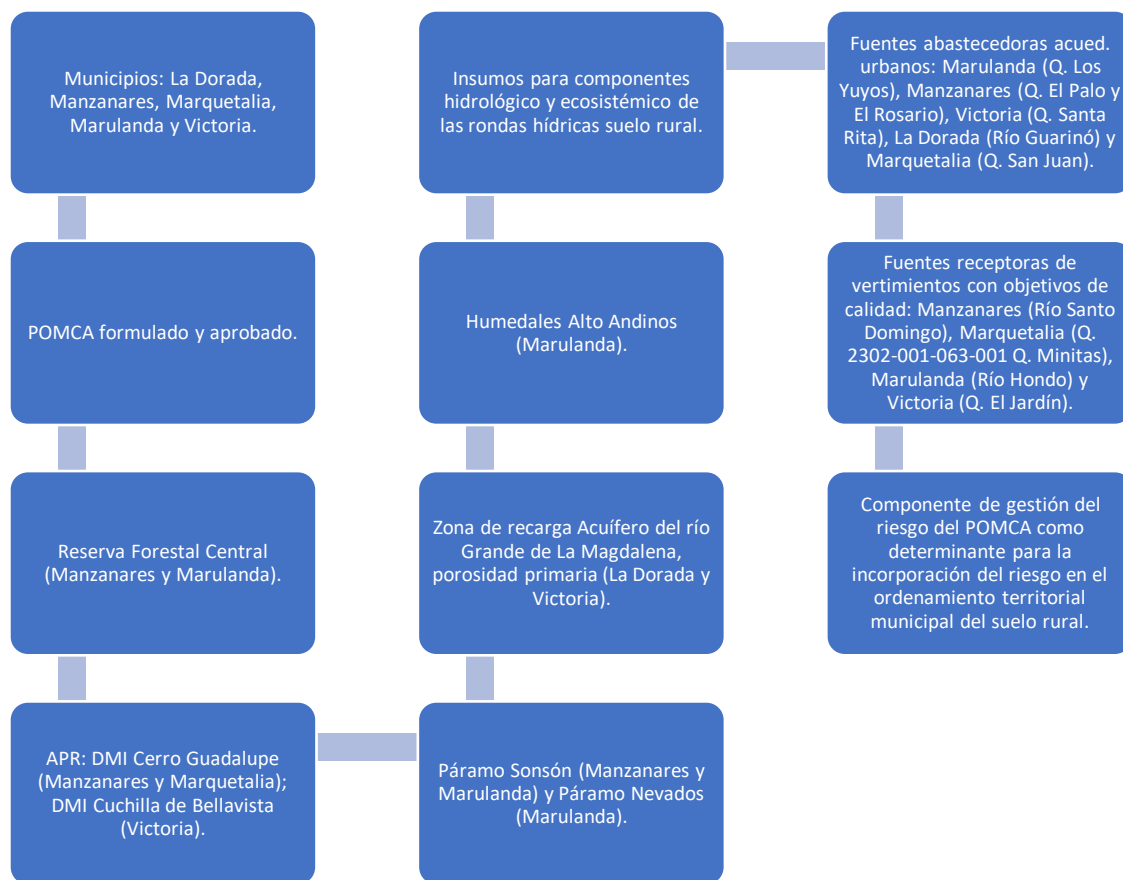 Municipios: La Dorada,
Manzanares, Marquetalia,
Marulanda y Victoria.
POMCA formulado y aprobado.
Reserva Forestal Central
(Manzanares y Marulanda).
APR: DMI Cerro Guadalupe
(Manzanares y Marquetalia);
DMI Cuchilla de Bellavista
(Victoria).
Páramo Sonsón (Manzanares y
Marulanda) y Páramo Nevados
(Marulanda).
Zona de recarga Acuífero del río
Grande de La Magdalena,
porosidad primaria (La Dorada y
Victoria).
Humedales Alto Andinos
(Marulanda).
Insumos para componentes
hidrológico y ecosistémico de
las rondas hídricas suelo rural.
Fuentes abastecedoras acued.
urbanos: Marulanda (Q. Los
Yuyos), Manzanares (Q. El Palo y
El Rosario), Victoria (Q. Santa
Rita), La Dorada (Río Guarinó) y
Marquetalia (Q. San Juan).
Fuentes receptoras de
vertimientos con objetivos de
calidad: Manzanares (Río Santo
Domingo), Marquetalia (Q.
2302-001-063-001 Q. Minitas),
Marulanda (Río Hondo) y
Victoria (Q. El Jardín).
Componente de gestión del
riesgo del POMCA como
determinante para la
incorporación del riesgo en el
ordenamiento territorial
municipal del suelo rural.